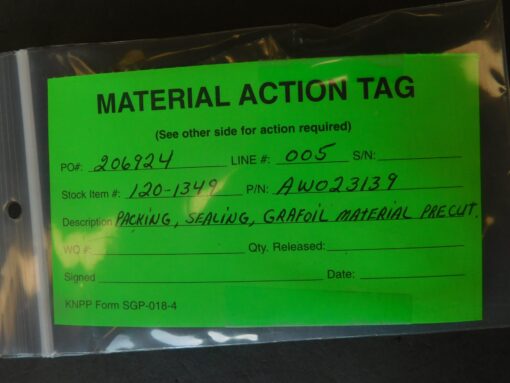 MATERIAL ACTION TAG
(See other side for action required)
PO#: 206924 LINE #: 005 S/N:
Stock Item #: 120-1349 P/N: AW023139
Description PACKING, SEALING, GRAFOIL MATERIAL PRECUT.
WO #: Qty. Released:
Signed Date:
KNPP Form SGP-018-4